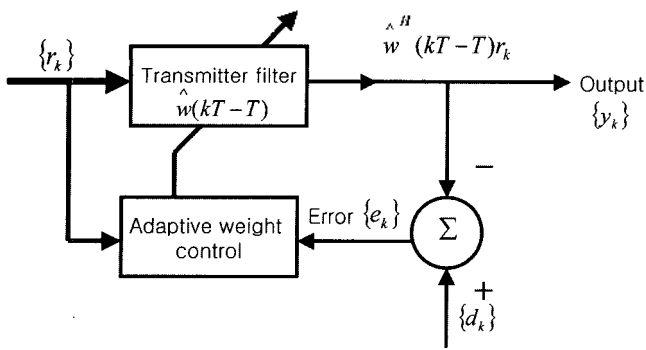 {r_k}
Transmitter filter
ŵ(kT−T)
ŵ^H (kT−T)r_k
Output
{y_k}
−
Adaptive weight
control
Error {e_k}
Σ
+
{d_k}